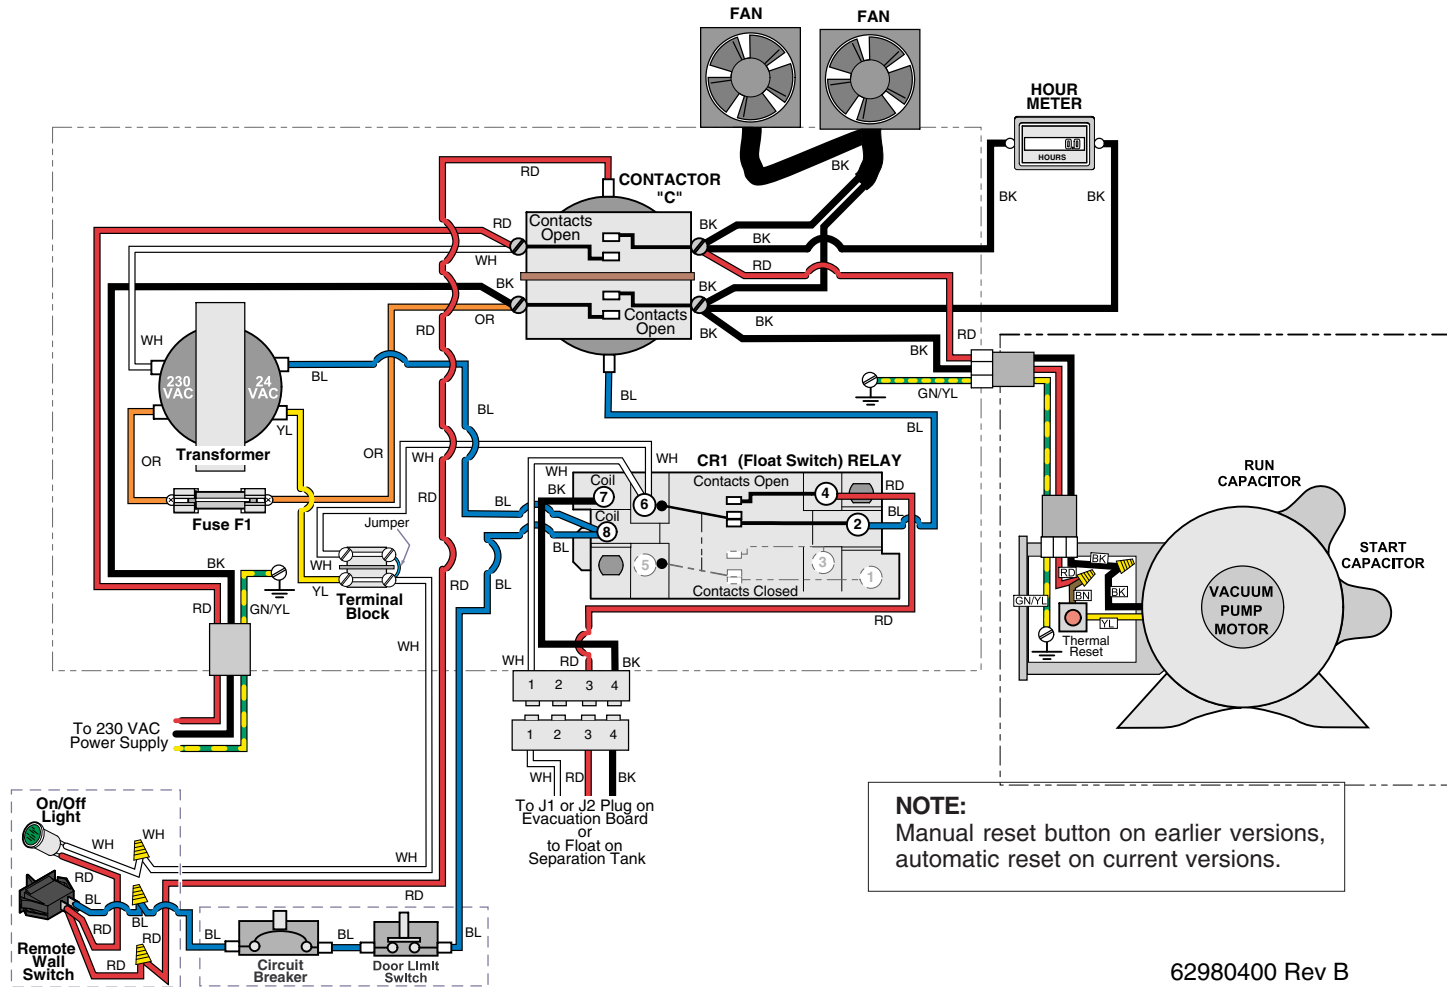 FAN
FAN
HOUR
METER
0.0
HOURS
BK
BK
BK
RD
CONTACTOR
"C"
RD
Contacts
Open
BK
BK
WH
RD
BK
BK
OR
Contacts
Open
BK
BK
RD
RD
BK
WH
230
VAC
24
VAC
BL
GN/YL
BL
BL
BL
YL
Transformer
OR
OR
WH
WH
WH
RD
CR1 (Float Switch) RELAY
Coil
7
BK
Contacts Open
4
RD
6
BL
Coil
8
BL
2
BL
Fuse F1
Jumper
5
3
1
Contacts Closed
WH
YL
Terminal
Block
BK
RD
GN/YL
RD
BL
RD
WH
WH
RD
BK
1 2 3 4
1 2 3 4
WH
RD
BK
To J1 or J2 Plug on
Evacuation Board
or
to Float on
Separation Tank
To 230 VAC
Power Supply
RUN
CAPACITOR
START
CAPACITOR
VACUUM
PUMP
MOTOR
BK
RD
BN
BK
GN/YL
YL
Thermal
Reset
NOTE:
Manual reset button on earlier versions,
automatic reset on current versions.
On/Off
Light
WH
WH
WH
RD
RD
BL
BL
RD
RD
RD
Remote
Wall
Switch
BL
BL
BL
Circuit
Breaker
Door LImIt
SwItch
62980400 Rev B